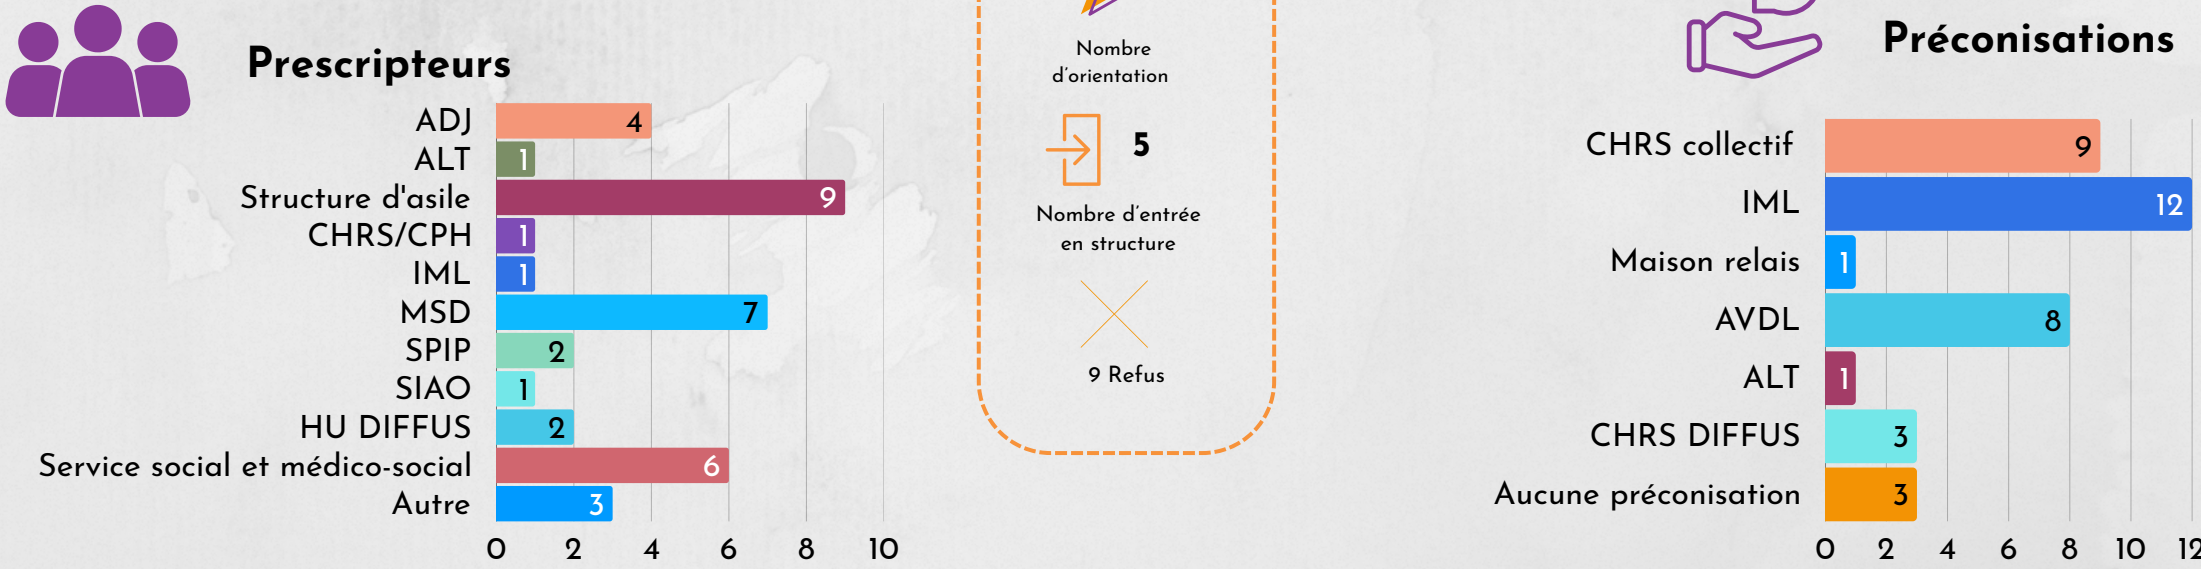 Prescripteurs
ADJ 4
ALT 1
Structure d'asile 9
CHRS/CPH 1
IML 1
MSD 7
SPIP 2
SIAO 1
HU DIFFUS 2
Service social et médico-social 6
Autre 3
0 2 4 6 8 10
Nombre
d'orientation
5
Nombre d'entrée
en structure
9 Refus
Préconisations
CHRS collectif 9
IML 12
Maison relais 1
AVDL 8
ALT 1
CHRS DIFFUS 3
Aucune préconisation 3
0 2 4 6 8 10 12